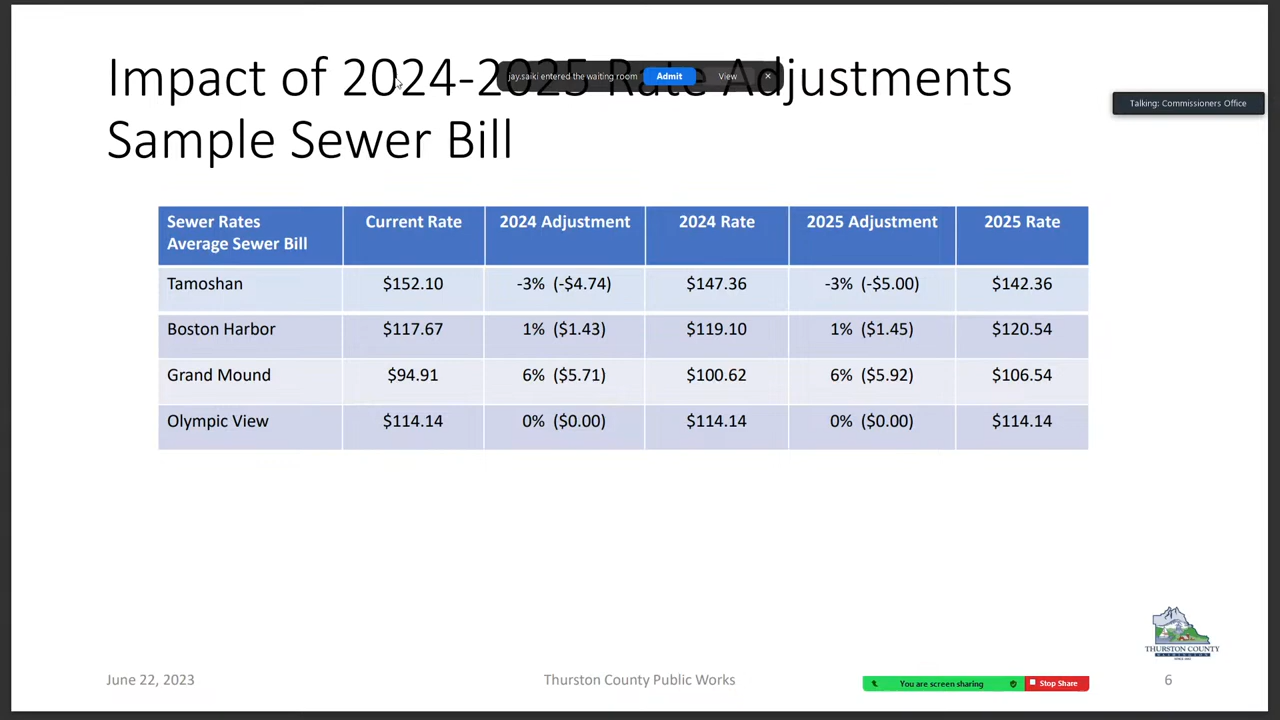 Impact of 2024-2025 Rate Adjustments
jay.saiki entered the waiting room Admit View ×
Talking: Commissioners Office
Sample Sewer Bill
Sewer Rates
Average Sewer Bill
Current Rate
2024 Adjustment
2024 Rate
2025 Adjustment
2025 Rate
Tamoshan $152.10 -3% (-$4.74) $147.36 -3% (-$5.00) $142.36
Boston Harbor $117.67 1% ($1.43) $119.10 1% ($1.45) $120.54
Grand Mound $94.91 6% ($5.71) $100.62 6% ($5.92) $106.54
Olympic View $114.14 0% ($0.00) $114.14 0% ($0.00) $114.14
THURSTON COUNTY
WASHINGTON
June 22, 2023
Thurston County Public Works
You are screen sharing Stop Share
6